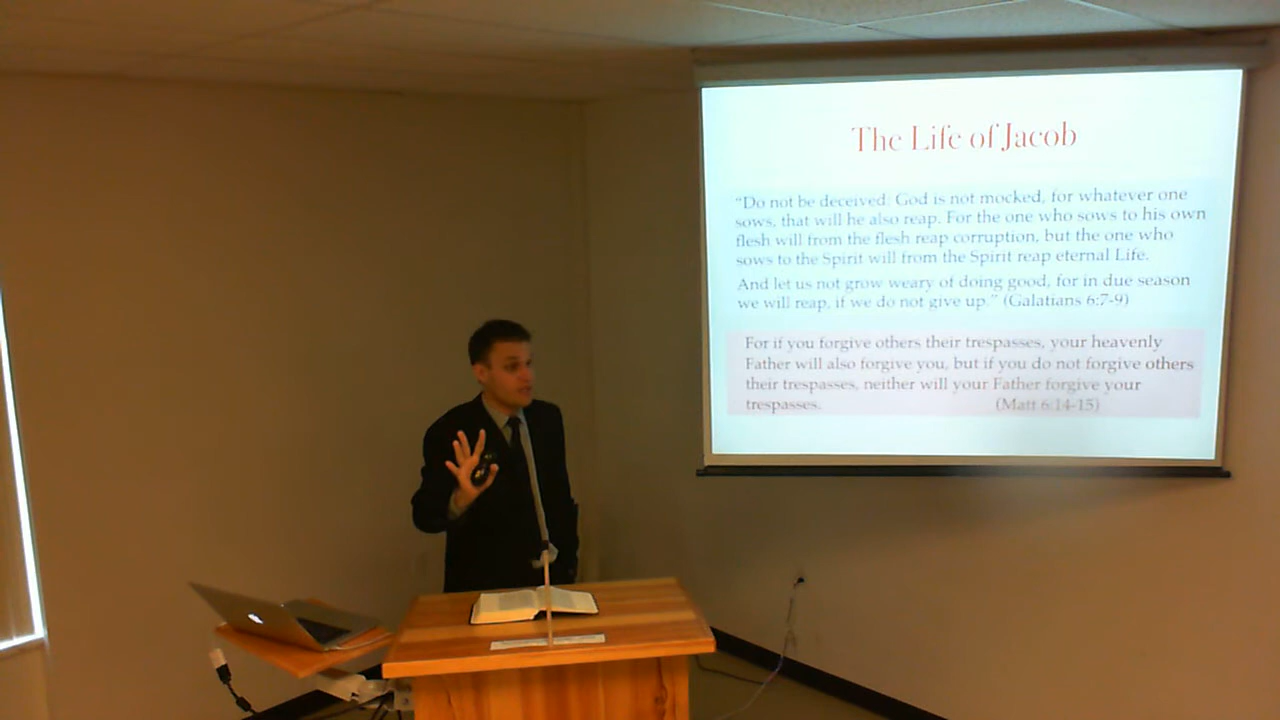 The Life of Jacob
“Do not be deceived: God is not mocked, for whatever one
sows, that will he also reap. For the one who sows to his own
flesh will from the flesh reap corruption, but the one who
sows to the Spirit will from the Spirit reap eternal Life.
And let us not grow weary of doing good, for in due season
we will reap, if we do not give up.” (Galatians 6:7-9)
For if you forgive others their trespasses, your heavenly
Father will also forgive you, but if you do not forgive others
their trespasses, neither will your Father forgive your
trespasses. (Matt 6:14-15)